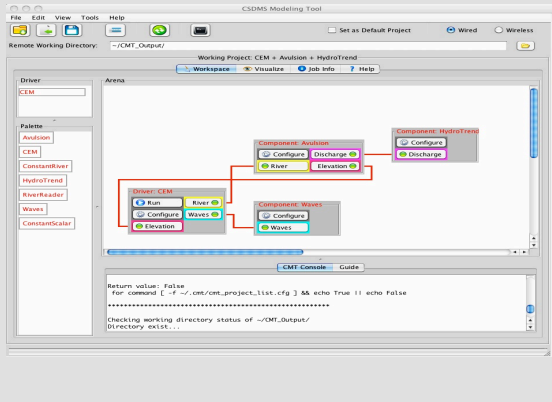 CSDMS Modeling Tool
File Edit View Tools Help
Set as Default Project Wired Wireless
Remote Working Directory: ~/CMT_Output/
Working Project: CEM + Avulsion + HydroTrend
Workspace Visualize Job Info ? Help
Driver
CEM
Palette
Avulsion
CEM
ConstantRiver
HydroTrend
RiverReader
Waves
ConstantScalar
Arena
Component: Avulsion
Configure Discharge
River Elevation
Component: HydroTrend
Configure
Discharge
Driver: CEM
Run River
Configure Waves
Elevation
Component: Waves
Configure
Waves
CMT Console Guide
Return value: False
for command [ -f ~/.cmt/cmt_project_list.cfg ] && echo True || echo False
*******************************************************
Checking working directory status of ~/CMT_Output/
Directory exist...